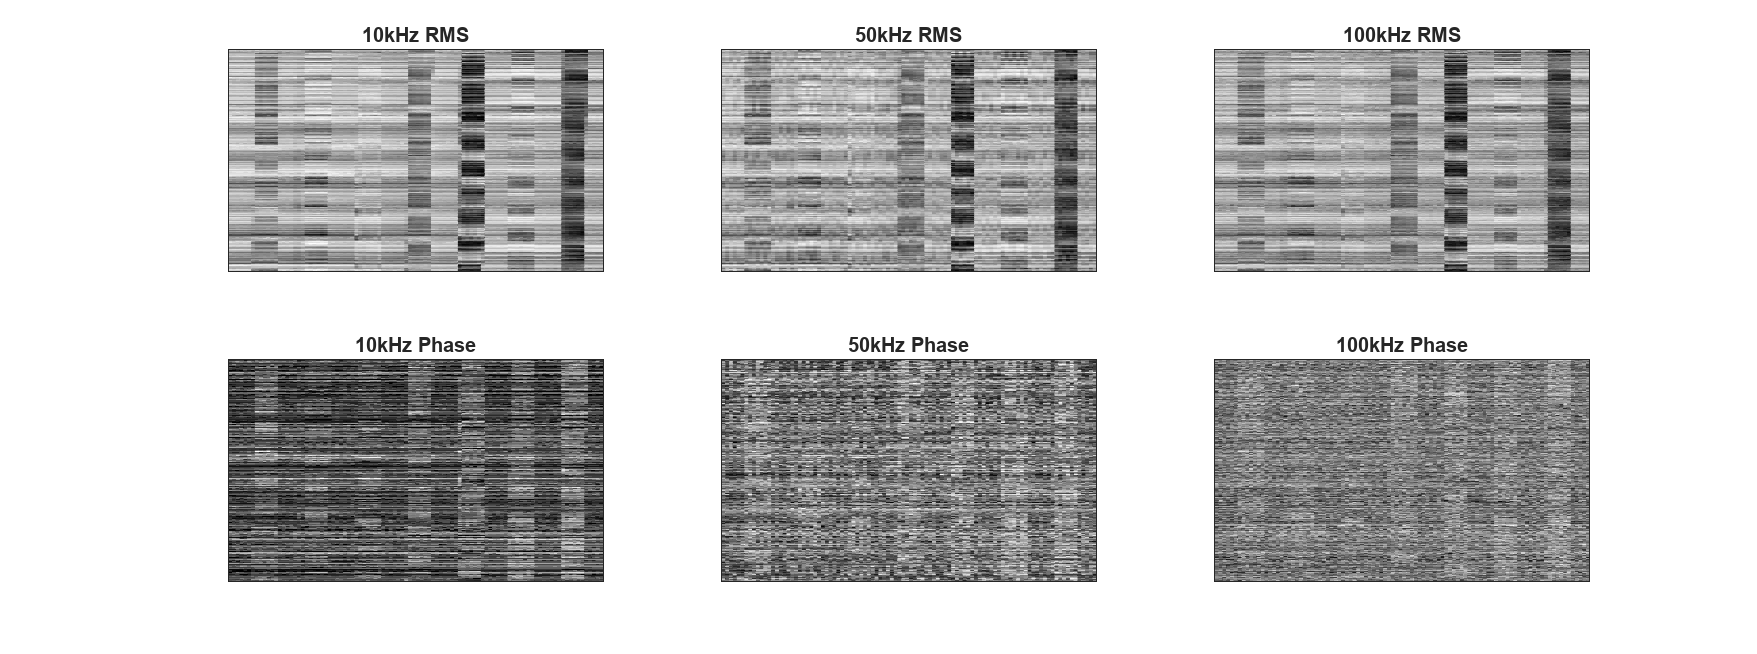 10kHz RMS
50kHz RMS
100kHz RMS
10kHz Phase
50kHz Phase
100kHz Phase